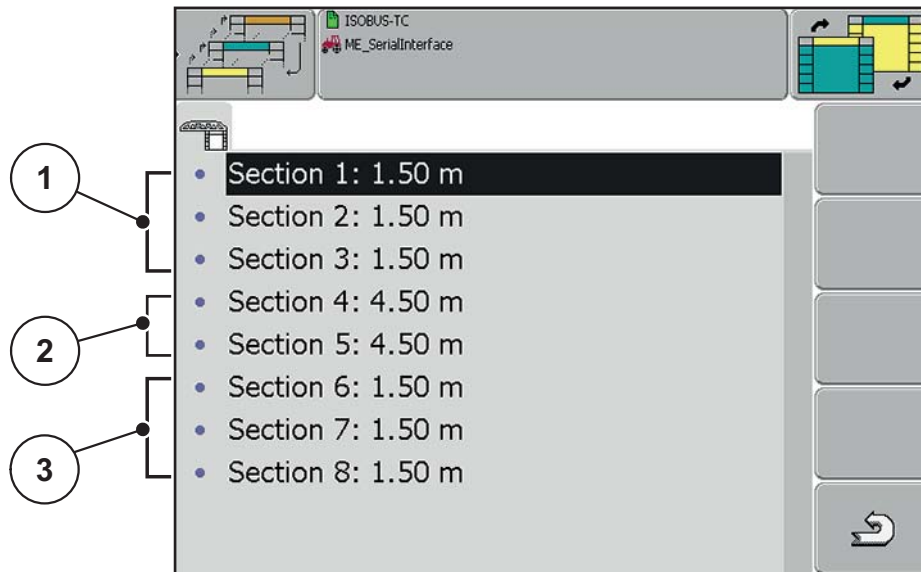 ISOBUS-TC
ME_SerialInterface
1
Section 1: 1.50 m
Section 2: 1.50 m
Section 3: 1.50 m
2
Section 4: 4.50 m
Section 5: 4.50 m
3
Section 6: 1.50 m
Section 7: 1.50 m
Section 8: 1.50 m